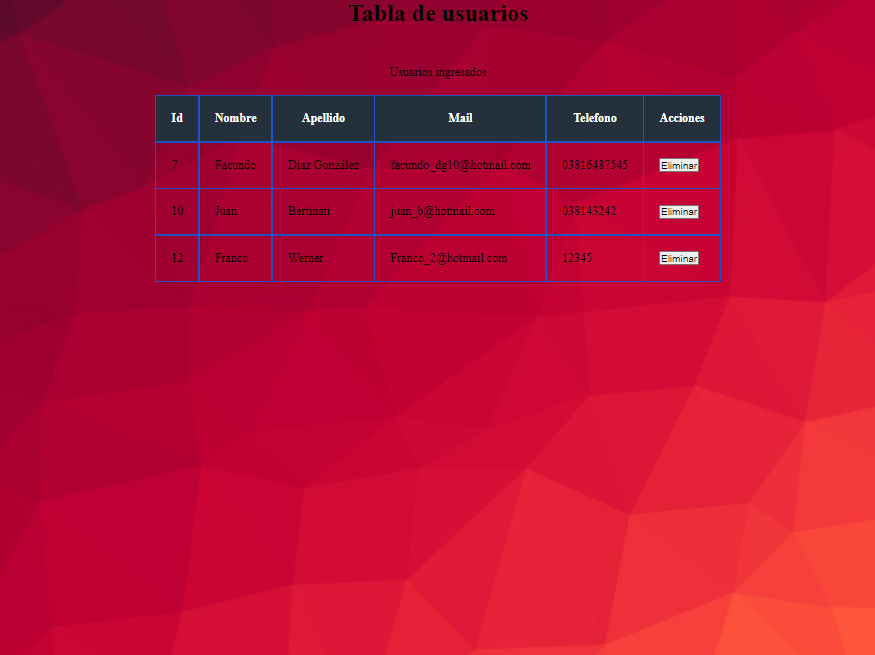 Tabla de usuarios
Usuarios ingresados
Id Nombre Apellido Mail Telefono Acciones
7 Facundo Díaz González facundo_dg10@hotmail.com 03816487545 Eliminar
10 Juan Bertinati juan_b@hotmail.com 038143242 Eliminar
12 Franco Werner Franco_2@hotmail.com 12345 Eliminar